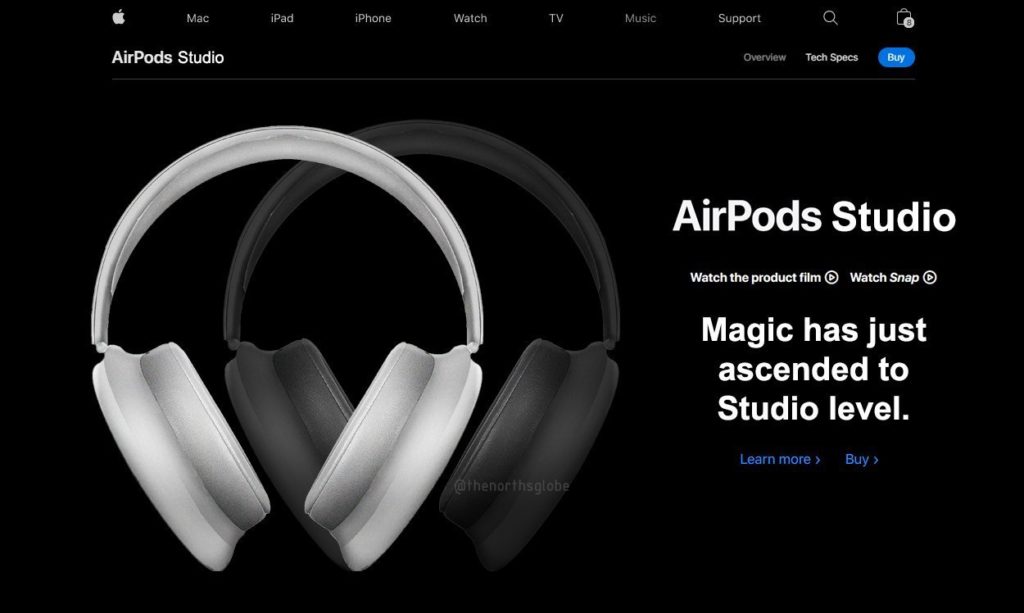 Mac iPad iPhone Watch TV Music Support 8
AirPods Studio Overview Tech Specs Buy
AirPods Studio
Watch the product film Watch Snap
Magic has just
ascended to
Studio level.
Learn more › Buy ›
@thenorthsglobe